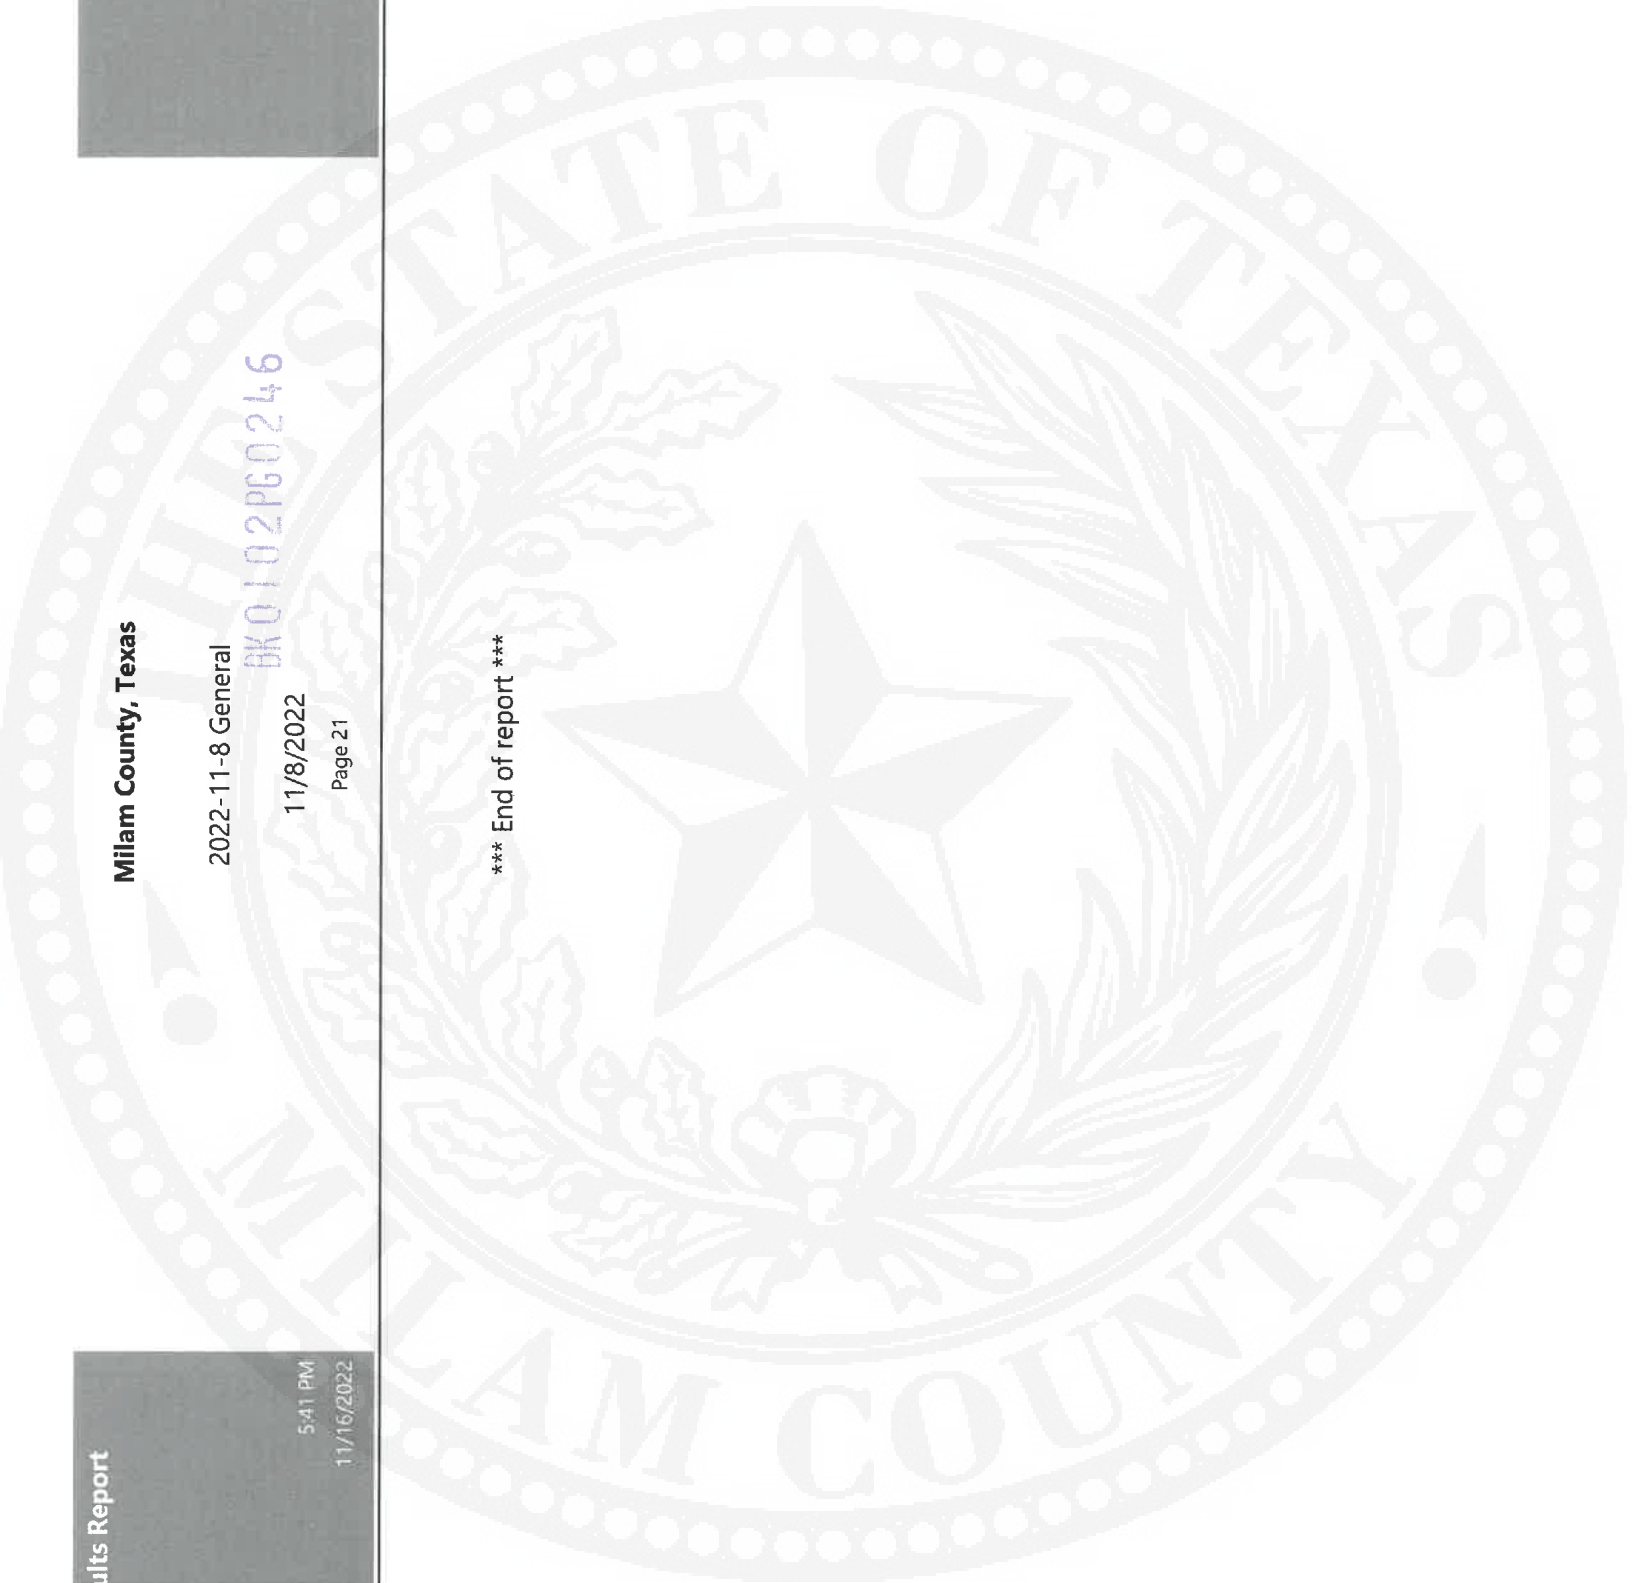 ults Report
5:41 PM
11/16/2022
Milam County, Texas
2022-11-8 General
BK0102PG0246
11/8/2022
Page 21
*** End of report ***
THE STATE OF TEXAS
MILAM COUNTY